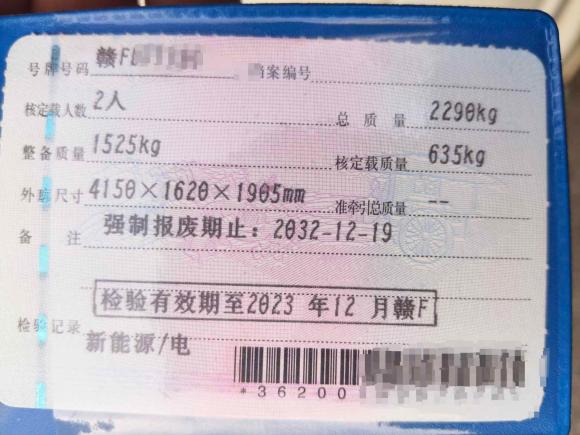 号牌号码 赣F
档案编号
核定载人数 2人 总质量 2290kg
整备质量 1525kg 核定载质量 635kg
外廓尺寸 4150×1620×1905mm 准牵引总质量 --
备注 强制报废期止：2032-12-19
检验有效期至2023 年12 月赣F
检验记录
新能源/电
*36200